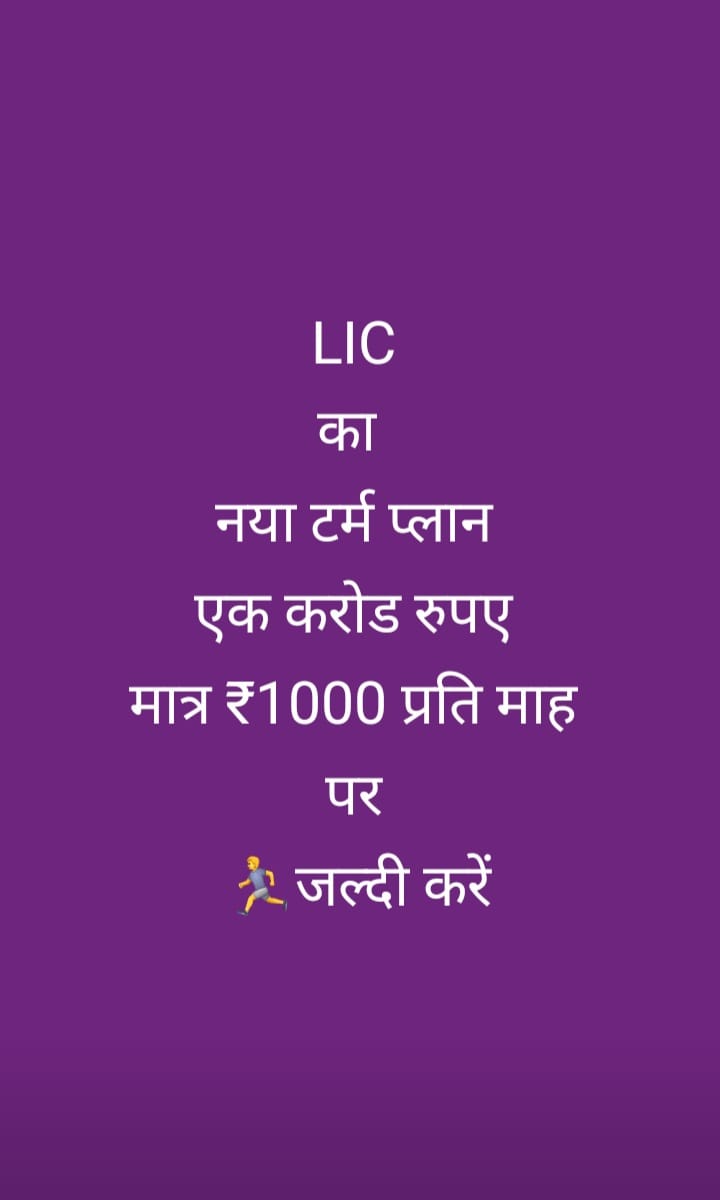 LIC
का
नया टर्म प्लान
एक करोड रुपए
मात्र ₹1000 प्रति माह
पर
🏃जल्दी करें